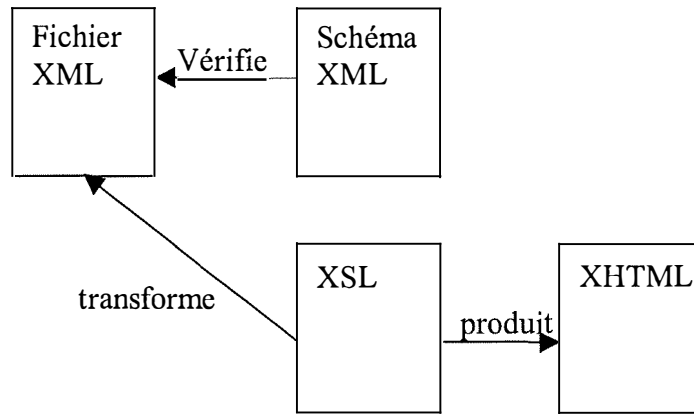 Fichier
XML
Vérifie
Schéma
XML
transforme
XSL
produit
XHTML